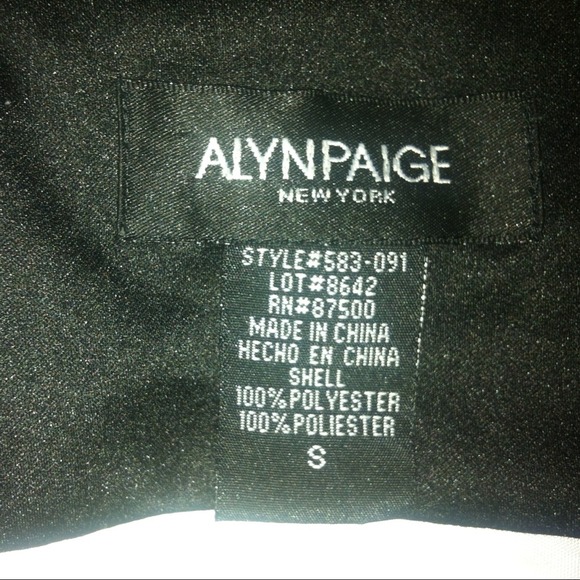 ALYNPAIGE
NEW YORK
STYLE#583-091
LOT#8642
RN#87500
MADE IN CHINA
HECHO EN CHINA
SHELL
100%POLYESTER
100%POLIESTER
S